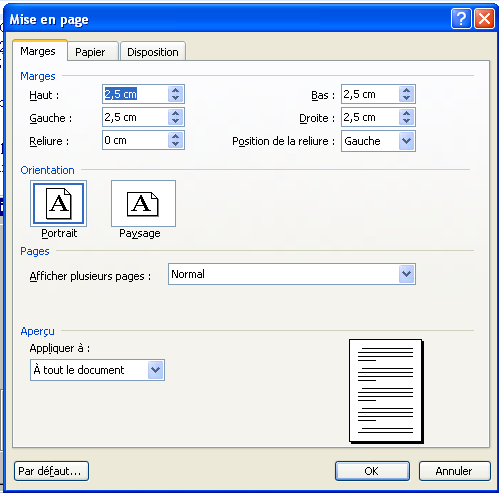 Mise en page
Marges Papier Disposition
Marges
Haut : 2,5 cm Bas : 2,5 cm
Gauche : 2,5 cm Droite : 2,5 cm
Reliure : 0 cm Position de la reliure : Gauche
Orientation
A A
Portrait Paysage
Pages
Afficher plusieurs pages : Normal
Aperçu
Appliquer à :
À tout le document
Par défaut... OK Annuler